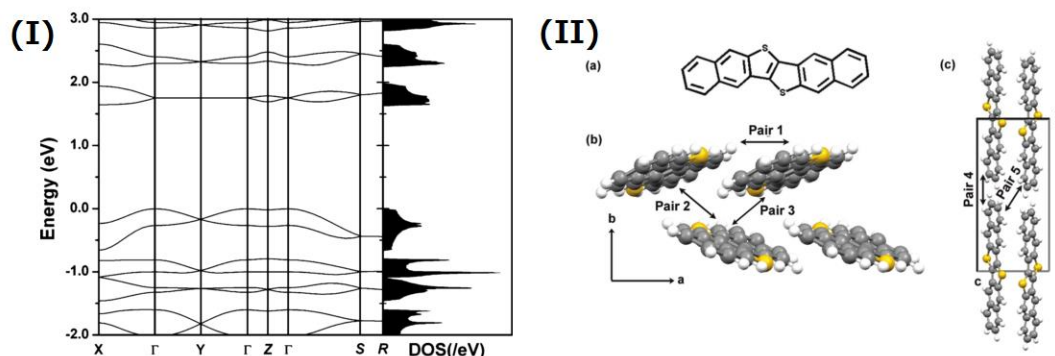 (I)
Energy (eV)
3.0
2.0
1.0
0.0
-1.0
-2.0
X Γ Y Γ Z Γ S R DOS(/eV)
(II)
(a)
S
S
(b)
Pair 1
Pair 2
Pair 3
b
a
(c)
Pair 4
Pair 5
c